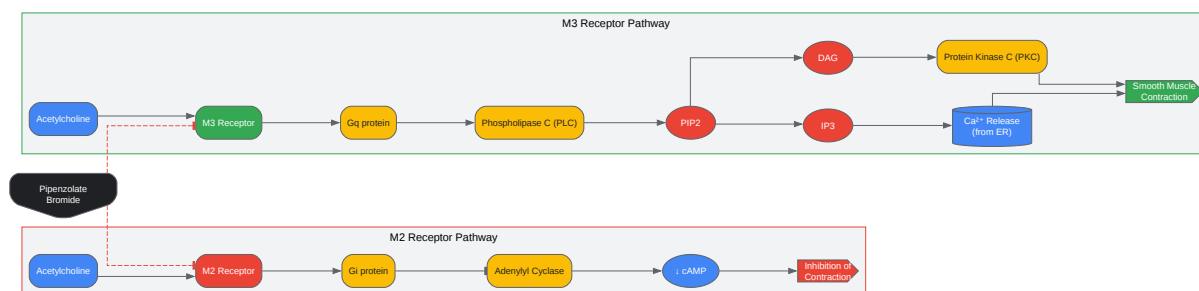 M3 Receptor Pathway
DAG
Protein Kinase C (PKC)
Smooth Muscle
Contraction
Acetylcholine
M3 Receptor
Gq protein
Phospholipase C (PLC)
PIP2
IP3
Ca²⁺ Release
(from ER)
Pipenzolate
Bromide
M2 Receptor Pathway
Acetylcholine
M2 Receptor
Gi protein
Adenylyl Cyclase
↓ cAMP
Inhibition of
Contraction